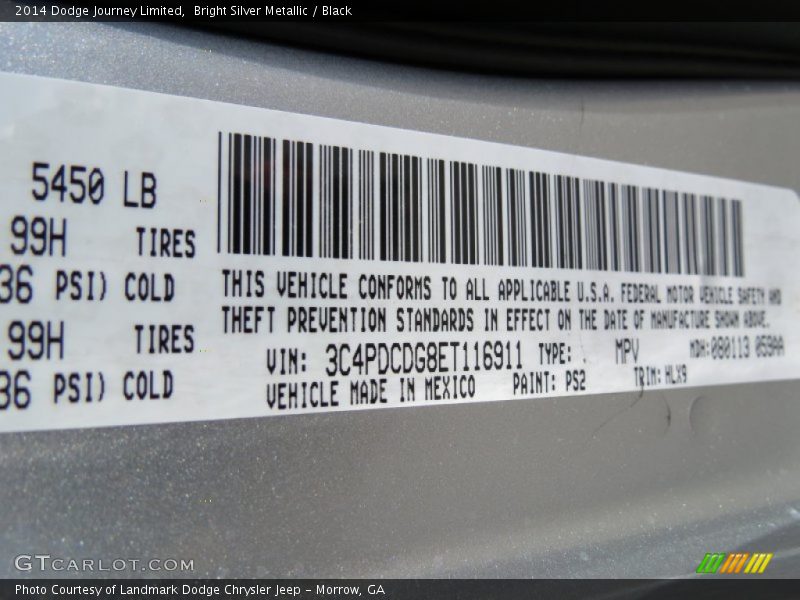 2014 Dodge Journey Limited, Bright Silver Metallic / Black
5450 LB
99H TIRES
36 PSI) COLD
99H TIRES
36 PSI) COLD
THIS VEHICLE CONFORMS TO ALL APPLICABLE U.S.A. FEDERAL MOTOR VEHICLE SAFETY AND
THEFT PREVENTION STANDARDS IN EFFECT ON THE DATE OF MANUFACTURE SHOWN ABOVE.
VIN: 3C4PDCDG8ET116911 TYPE: MPV MDH:080113 059AA
VEHICLE MADE IN MEXICO PAINT: PS2 TRIM: HLX9
GTCARLOT.COM
Photo Courtesy of Landmark Dodge Chrysler Jeep – Morrow, GA